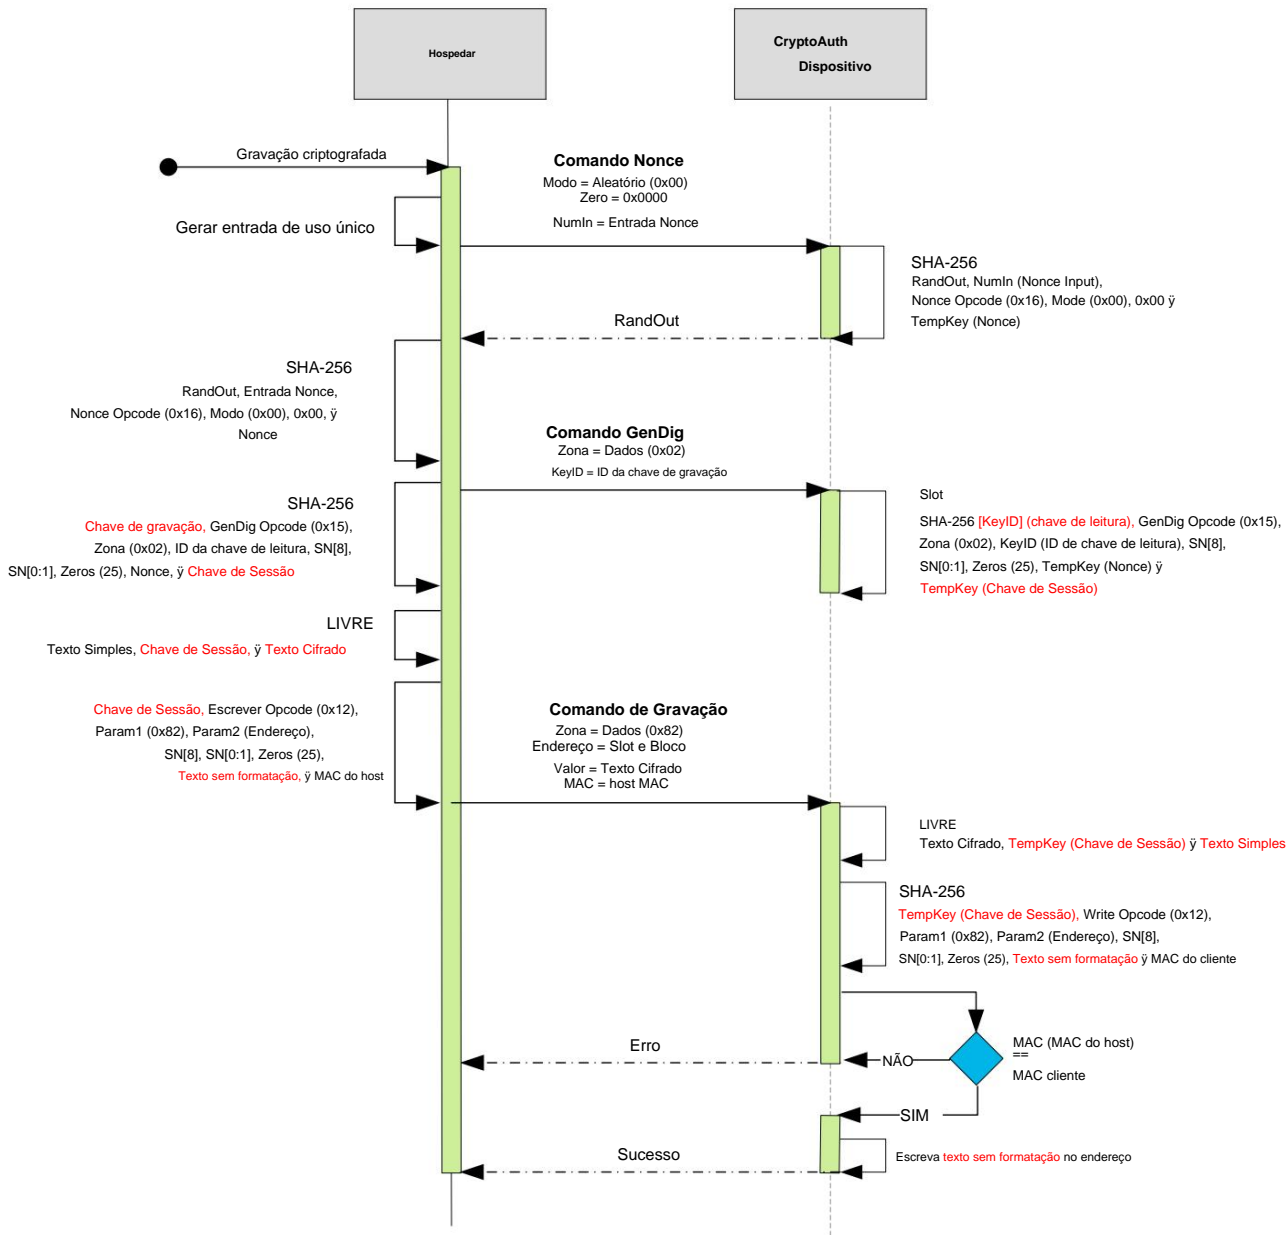 Hospedar
CryptoAuth
Dispositivo
Gravação criptografada
Comando Nonce
Modo = Aleatório (0x00)
Zero = 0x0000
NumIn = Entrada Nonce
Gerar entrada de uso único
SHA-256
RandOut, NumIn (Nonce Input),
Nonce Opcode (0x16), Mode (0x00), 0x00 ÿ
TempKey (Nonce)
RandOut
SHA-256
RandOut, Entrada Nonce,
Nonce Opcode (0x16), Modo (0x00), 0x00, ÿ
Nonce
Comando GenDig
Zona = Dados (0x02)
KeyID = ID da chave de gravação
SHA-256
Chave de gravação, GenDig Opcode (0x15),
Zona (0x02), ID da chave de leitura, SN[8],
SN[0:1], Zeros (25), Nonce, ÿ Chave de Sessão
Slot
SHA-256 [KeyID] (chave de leitura), GenDig Opcode (0x15),
Zona (0x02), KeyID (ID de chave de leitura), SN[8],
SN[0:1], Zeros (25), TempKey (Nonce) ÿ
TempKey (Chave de Sessão)
LIVRE
Texto Simples, Chave de Sessão, ÿ Texto Cifrado
Chave de Sessão, Escrever Opcode (0x12),
Param1 (0x82), Param2 (Endereço),
SN[8], SN[0:1], Zeros (25),
Texto sem formatação, ÿ MAC do host
Comando de Gravação
Zona = Dados (0x82)
Endereço = Slot e Bloco
Valor = Texto Cifrado
MAC = host MAC
LIVRE
Texto Cifrado, TempKey (Chave de Sessão) ÿ Texto Simples
SHA-256
TempKey (Chave de Sessão), Write Opcode (0x12),
Param1 (0x82), Param2 (Endereço), SN[8],
SN[0:1], Zeros (25), Texto sem formatação ÿ MAC do cliente
Erro
NÃO
MAC (MAC do host)
==
MAC cliente
SIM
Sucesso
Escreva texto sem formatação no endereço